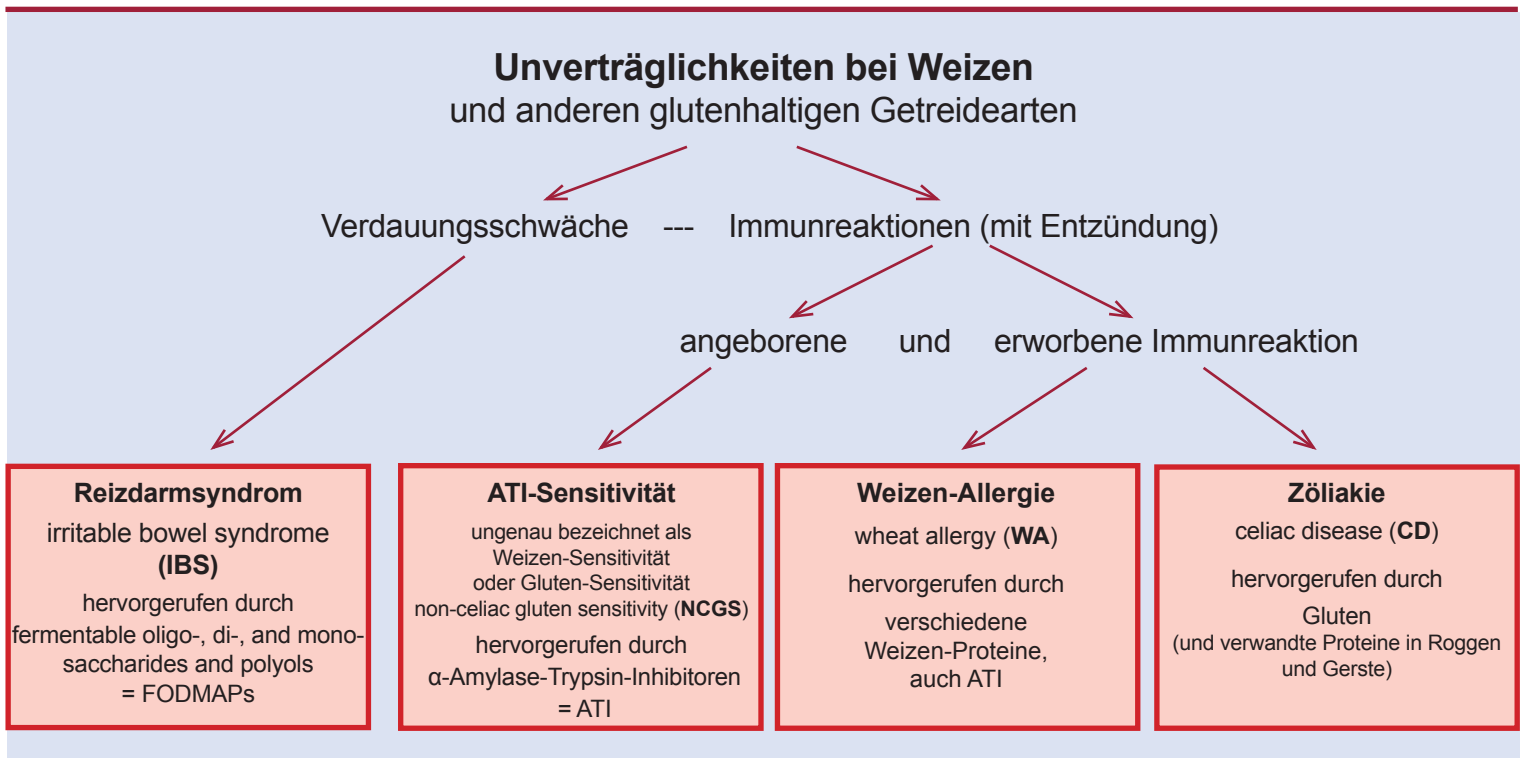 Unverträglichkeiten bei Weizen
und anderen glutenhaltigen Getreidearten
Verdauungsschwäche --- Immunreaktionen (mit Entzündung)
angeborene und erworbene Immunreaktion
Reizdarmsyndrom
irritable bowel syndrome
(IBS)
hervorgerufen durch
fermentable oligo-, di-, and mono-
saccharides and polyols
= FODMAPs
ATI-Sensitivität
ungenau bezeichnet als
Weizen-Sensitivität
oder Gluten-Sensitivität
non-celiac gluten sensitivity (NCGS)
hervorgerufen durch
α-Amylase-Trypsin-Inhibitoren
= ATI
Weizen-Allergie
wheat allergy (WA)
hervorgerufen durch
verschiedene
Weizen-Proteine,
auch ATI
Zöliakie
celiac disease (CD)
hervorgerufen durch
Gluten
(und verwandte Proteine in Roggen
und Gerste)